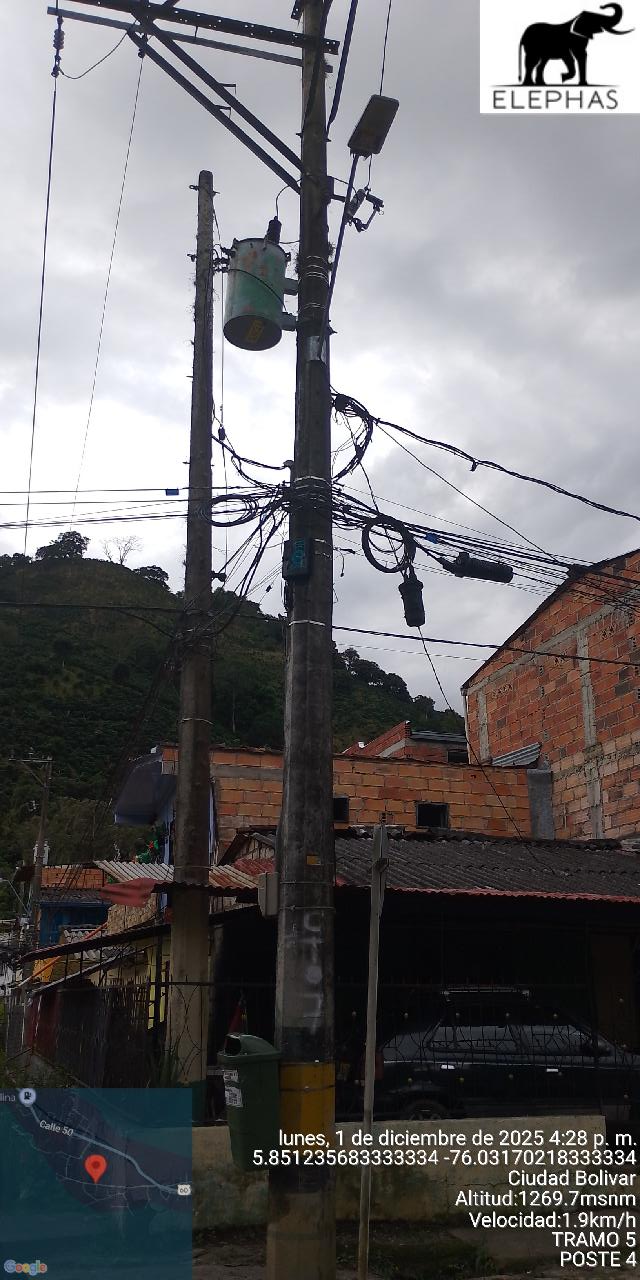 ELEPHAS
lunes, 1 de diciembre de 2025 4:28 p. m.
5.851235683333334 -76.03170218333334
Ciudad Bolivar
Altitud:1269.7msnm
Velocidad:1.9km/h
TRAMO 5
POSTE 4
Calle 50
60
Google